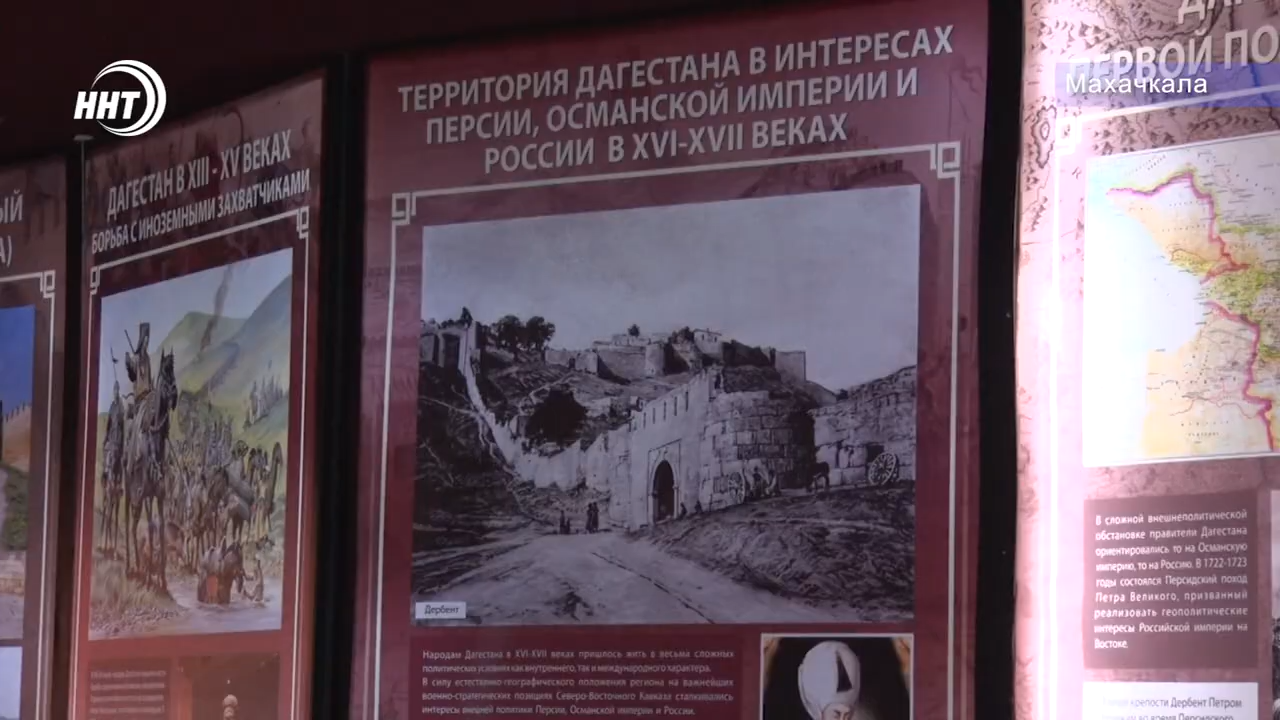 ННТ
Махачкала
ЫЙ
А)
ДАГЕСТАН В XIII - XV ВЕКАХ
БОРЬБА С ИНОЗЕМНЫМИ ЗАХВАТЧИКАМИ
ТЕРРИТОРИЯ ДАГЕСТАНА В ИНТЕРЕСАХ
ПЕРСИИ, ОСМАНСКОЙ ИМПЕРИИ И
РОССИИ В XVI-XVII ВЕКАХ
Дербент
Народам Дагестана в XVI-XVII веках пришлось жить в весьма сложных
политических условиях как внутреннего, так и международного характера.
В силу естественно-географического положения региона на важнейших
военно-стратегических позициях Северо-Восточного Кавказа сталкивались
интересы внешней политики Персии, Османской империи и России.
ПЕРВОЙ ПО
В сложной внешнеполитической
обстановке правители Дагестана
ориентировались то на Османскую
империю, то на Россию. В 1722-1723
годы состоялся Персидский поход
Петра Великого, призванный
реализовать геополитические
интересы Российской империи на
Востоке.
крепости Дербент Петром
во время Персидского